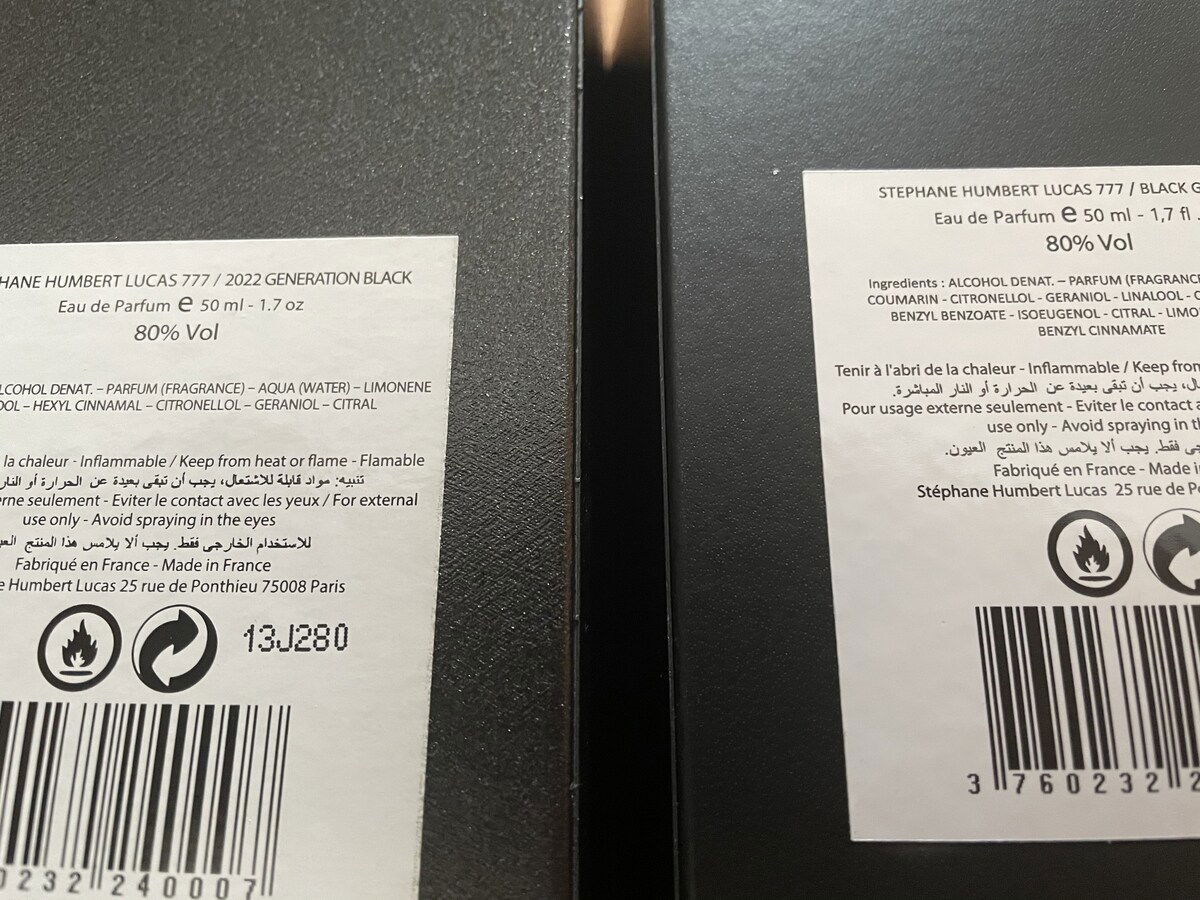 HANE HUMBERT LUCAS 777 / 2022 GENERATION BLACK
Eau de Parfum e 50 ml - 1.7 oz
80% Vol
LCOHOL DENAT. – PARFUM (FRAGRANCE) – AQUA (WATER) – LIMONENE
OOL – HEXYL CINNAMAL – CITRONELLOL – GERANIOL – CITRAL
la chaleur - Inflammable / Keep from heat or flame - Flamable
تنبيه: مواد قابلة للاشتعال، يجب أن تبقى بعيدة عن الحرارة أو النار
rne seulement - Eviter le contact avec les yeux / For external
use only - Avoid spraying in the eyes
للاستخدام الخارجي فقط. يجب ألا يلامس هذا المنتج
Fabriqué en France - Made in France
e Humbert Lucas 25 rue de Ponthieu 75008 Paris
13J280
0232 240007
STEPHANE HUMBERT LUCAS 777 / BLACK G
Eau de Parfum e 50 ml - 1,7 fl .
80% Vol
Ingredients : ALCOHOL DENAT. – PARFUM (FRAGRANCE
COUMARIN - CITRONELLOL - GERANIOL - LINALOOL -
BENZYL BENZOATE - ISOEUGENOL - CITRAL - LIMO
BENZYL CINNAMATE
Tenir à l'abri de la chaleur - Inflammable / Keep from
يجب أن تبقى بعيدة عن الحرارة أو النار المباشرة.
Pour usage externe seulement - Eviter le contact a
use only - Avoid spraying in th
فقط. يجب ألا يلامس هذا المنتج العيون.
Fabriqué en France - Made i
Stéphane Humbert Lucas 25 rue de Po
3 760232 2